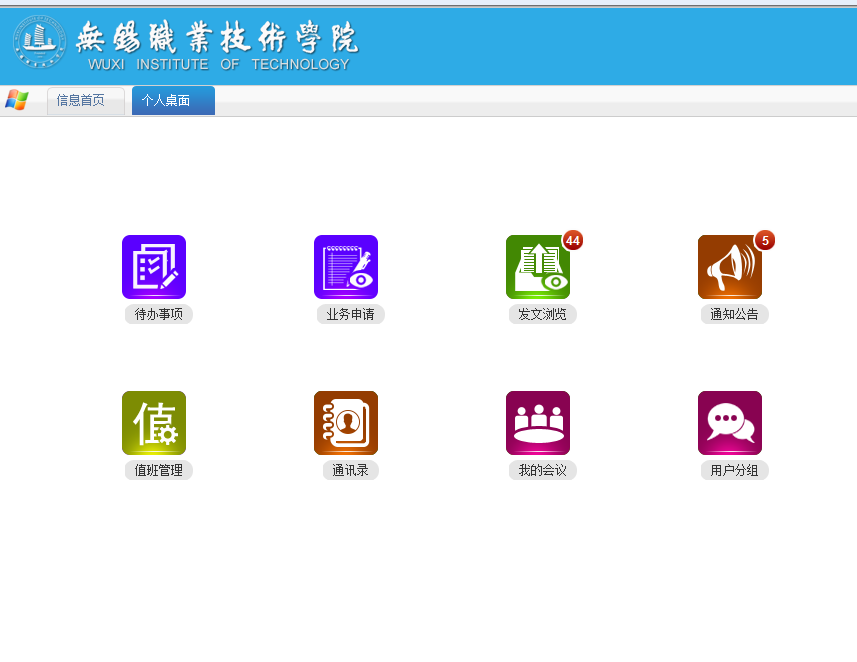 無錫職業技術學院
WUXI INSTITUTE OF TECHNOLOGY
信息首页 个人桌面
44 5
待办事项 业务申请 发文浏览 通知公告
值
值班管理 通讯录 我的会议 用户分组